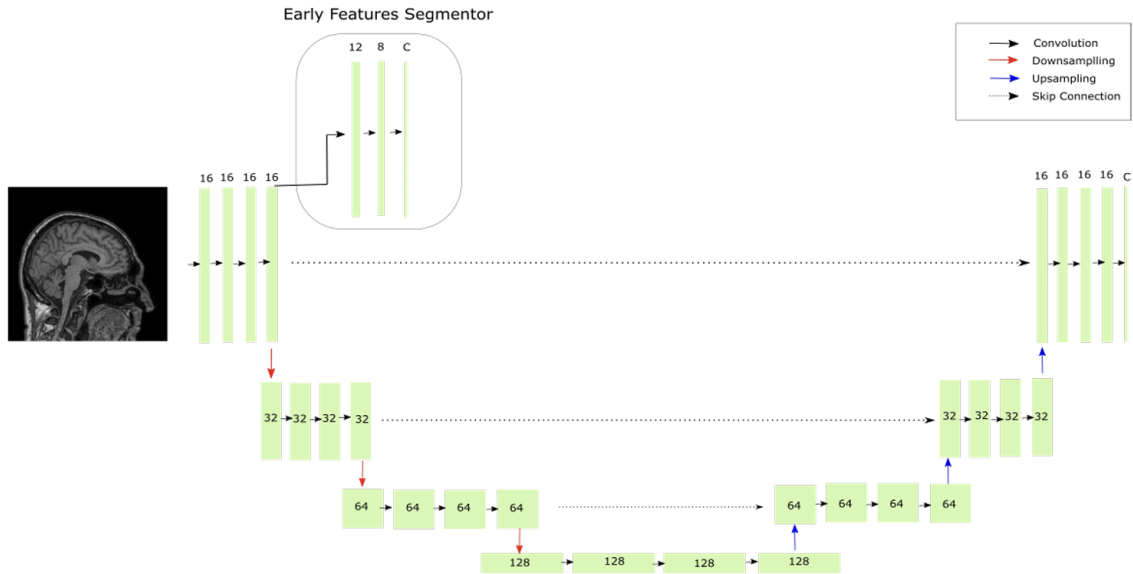 Early Features Segmentor
12 8 C
Convolution
Downsamplling
Upsampling
Skip Connection
16 16 16 16
16 16 16 16 C
32 32 32 32
32 32 32 32
64 64 64 64
64 64 64 64
128 128 128 128